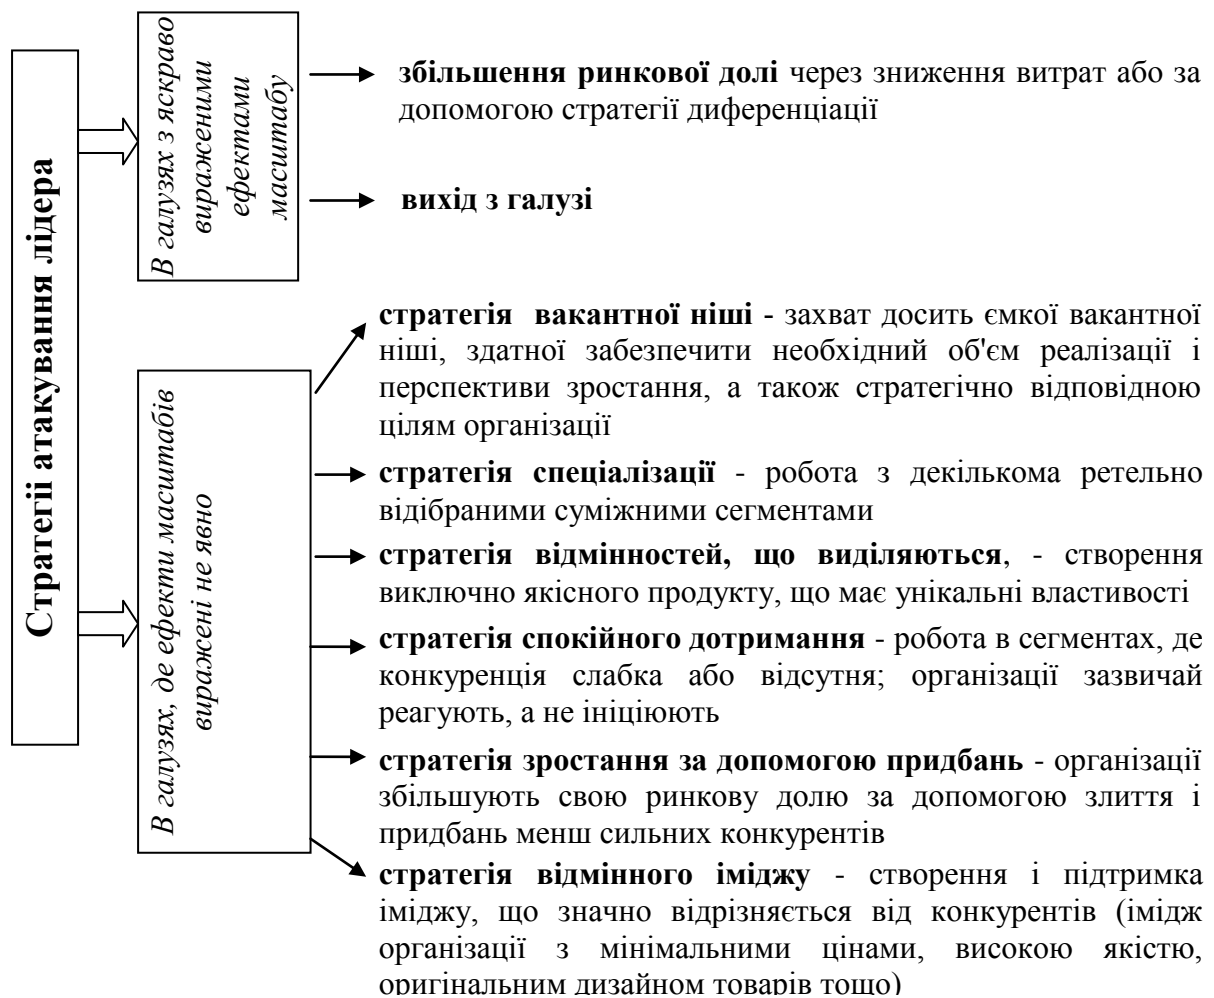 Стратегії атакування лідера
В галузях з яскраво
вираженими
ефектами
масштабу
збільшення ринкової долі через зниження витрат або за
допомогою стратегії диференціації
вихід з галузі
В галузях, де ефекти масштабів
виражені не явно
стратегія вакантної ніші - захват досить ємкої вакантної
ніші, здатної забезпечити необхідний об'єм реалізації і
перспективи зростання, а також стратегічно відповідною
цілям організації
стратегія спеціалізації - робота з декількома ретельно
відібраними суміжними сегментами
стратегія відмінностей, що виділяються, - створення
виключно якісного продукту, що має унікальні властивості
стратегія спокійного дотримання - робота в сегментах, де
конкуренція слабка або відсутня; організації зазвичай
реагують, а не ініціюють
стратегія зростання за допомогою придбань - організації
збільшують свою ринкову долю за допомогою злиття і
придбань менш сильних конкурентів
стратегія відмінного іміджу - створення і підтримка
іміджу, що значно відрізняється від конкурентів (імідж
організації з мінімальними цінами, високою якістю,
оригінальним дизайном товарів тощо)